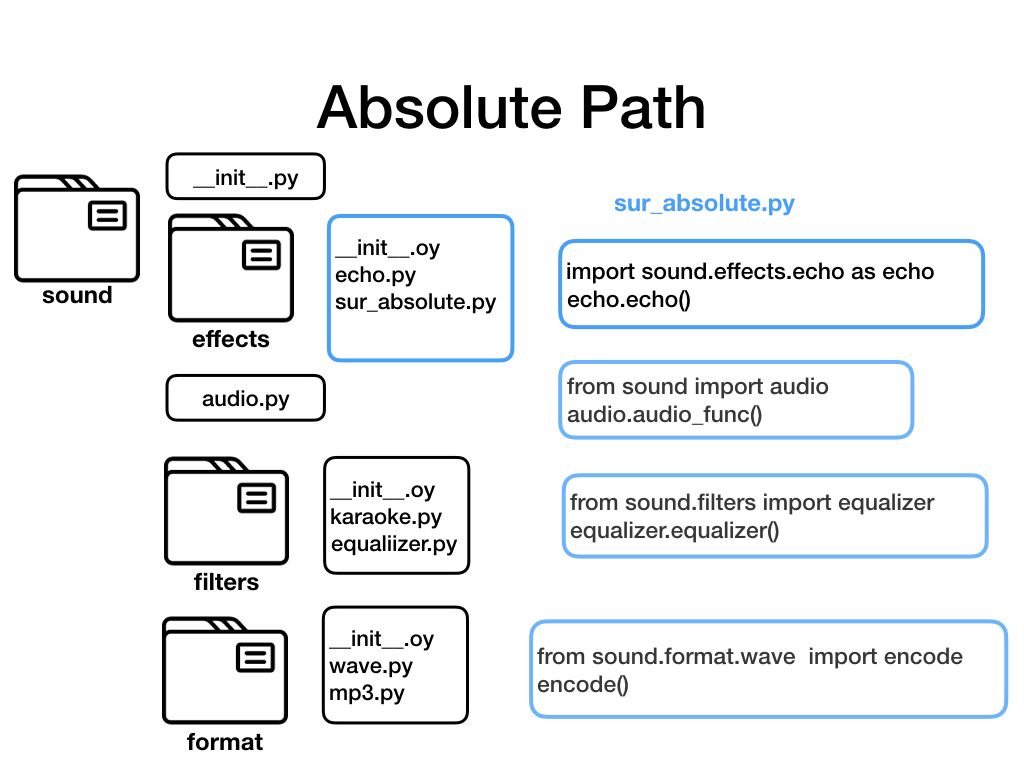 Absolute Path
__init__.py
sound
effects
__init__.oy
echo.py
sur_absolute.py
sur_absolute.py
import sound.effects.echo as echo
echo.echo()
audio.py
from sound import audio
audio.audio_func()
filters
__init__.oy
karaoke.py
equaliizer.py
from sound.filters import equalizer
equalizer.equalizer()
format
__init__.oy
wave.py
mp3.py
from sound.format.wave  import encode
encode()